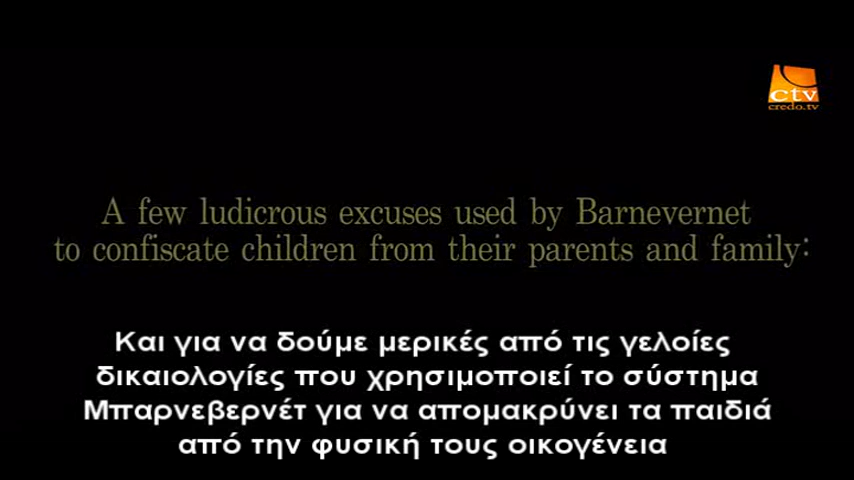 ctv
credo.tv
A few ludicrous excuses used by Barnevernet
to confiscate children from their parents and family:
Και για να δούμε μερικές από τις γελοίες
δικαιολογίες που χρησιμοποιεί το σύστημα
Μπαρνεβερνέτ για να απομακρύνει τα παιδιά
από την φυσική τους οικογένεια